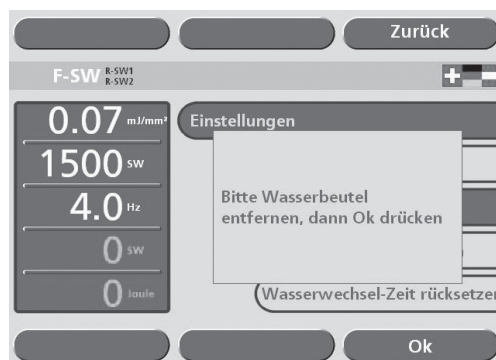 Zurück
F-SW R-SW1
R-SW2
0.07 mJ/mm²
Einstellungen
1500 SW
Bitte Wasserbeutel
entfernen, dann Ok drücken
4.0 Hz
0 SW
0 Joule
Wasserwechsel-Zeit rücksetzen
Ok